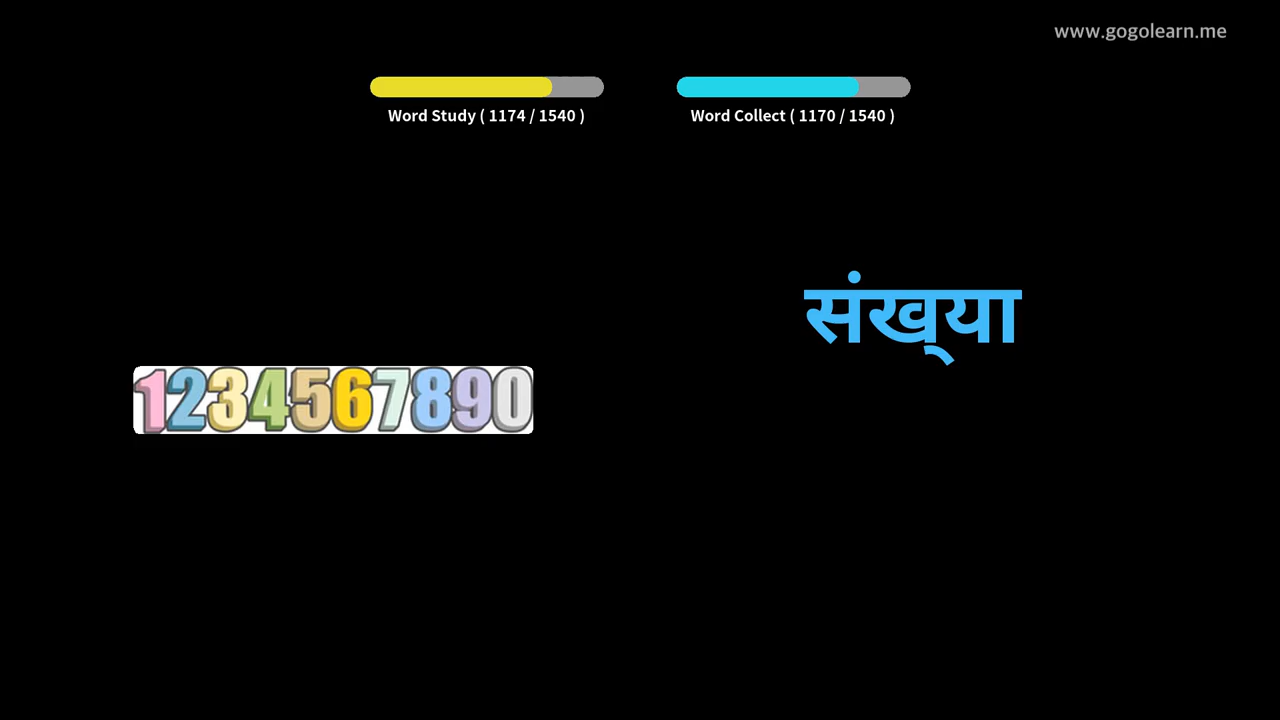 www.gogolearn.me
Word Study ( 1174 / 1540 )
Word Collect ( 1170 / 1540 )
संख्‌या
1234567890